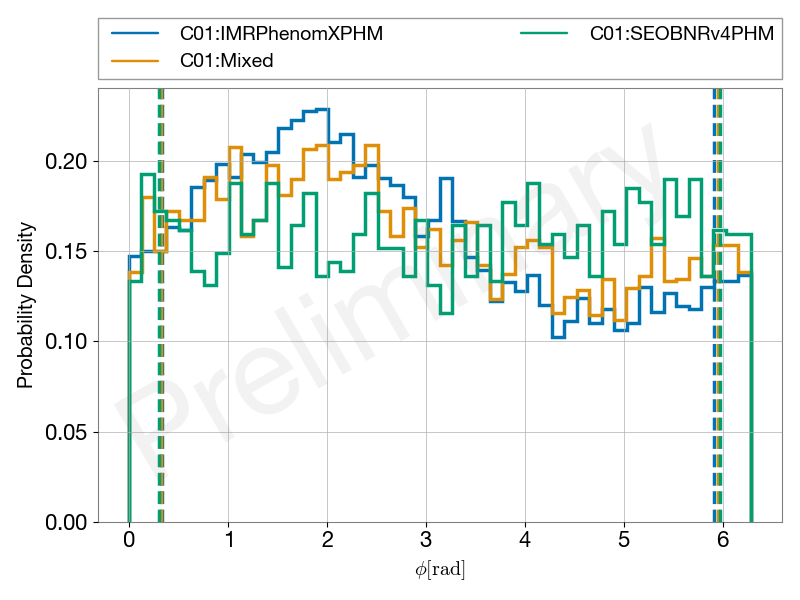 C01:IMRPhenomXPHM
C01:Mixed
C01:SEOBNRv4PHM
Preliminary
Probability Density
0.20
0.15
0.10
0.05
0.00
0 1 2 3 4 5 6
ϕ[rad]